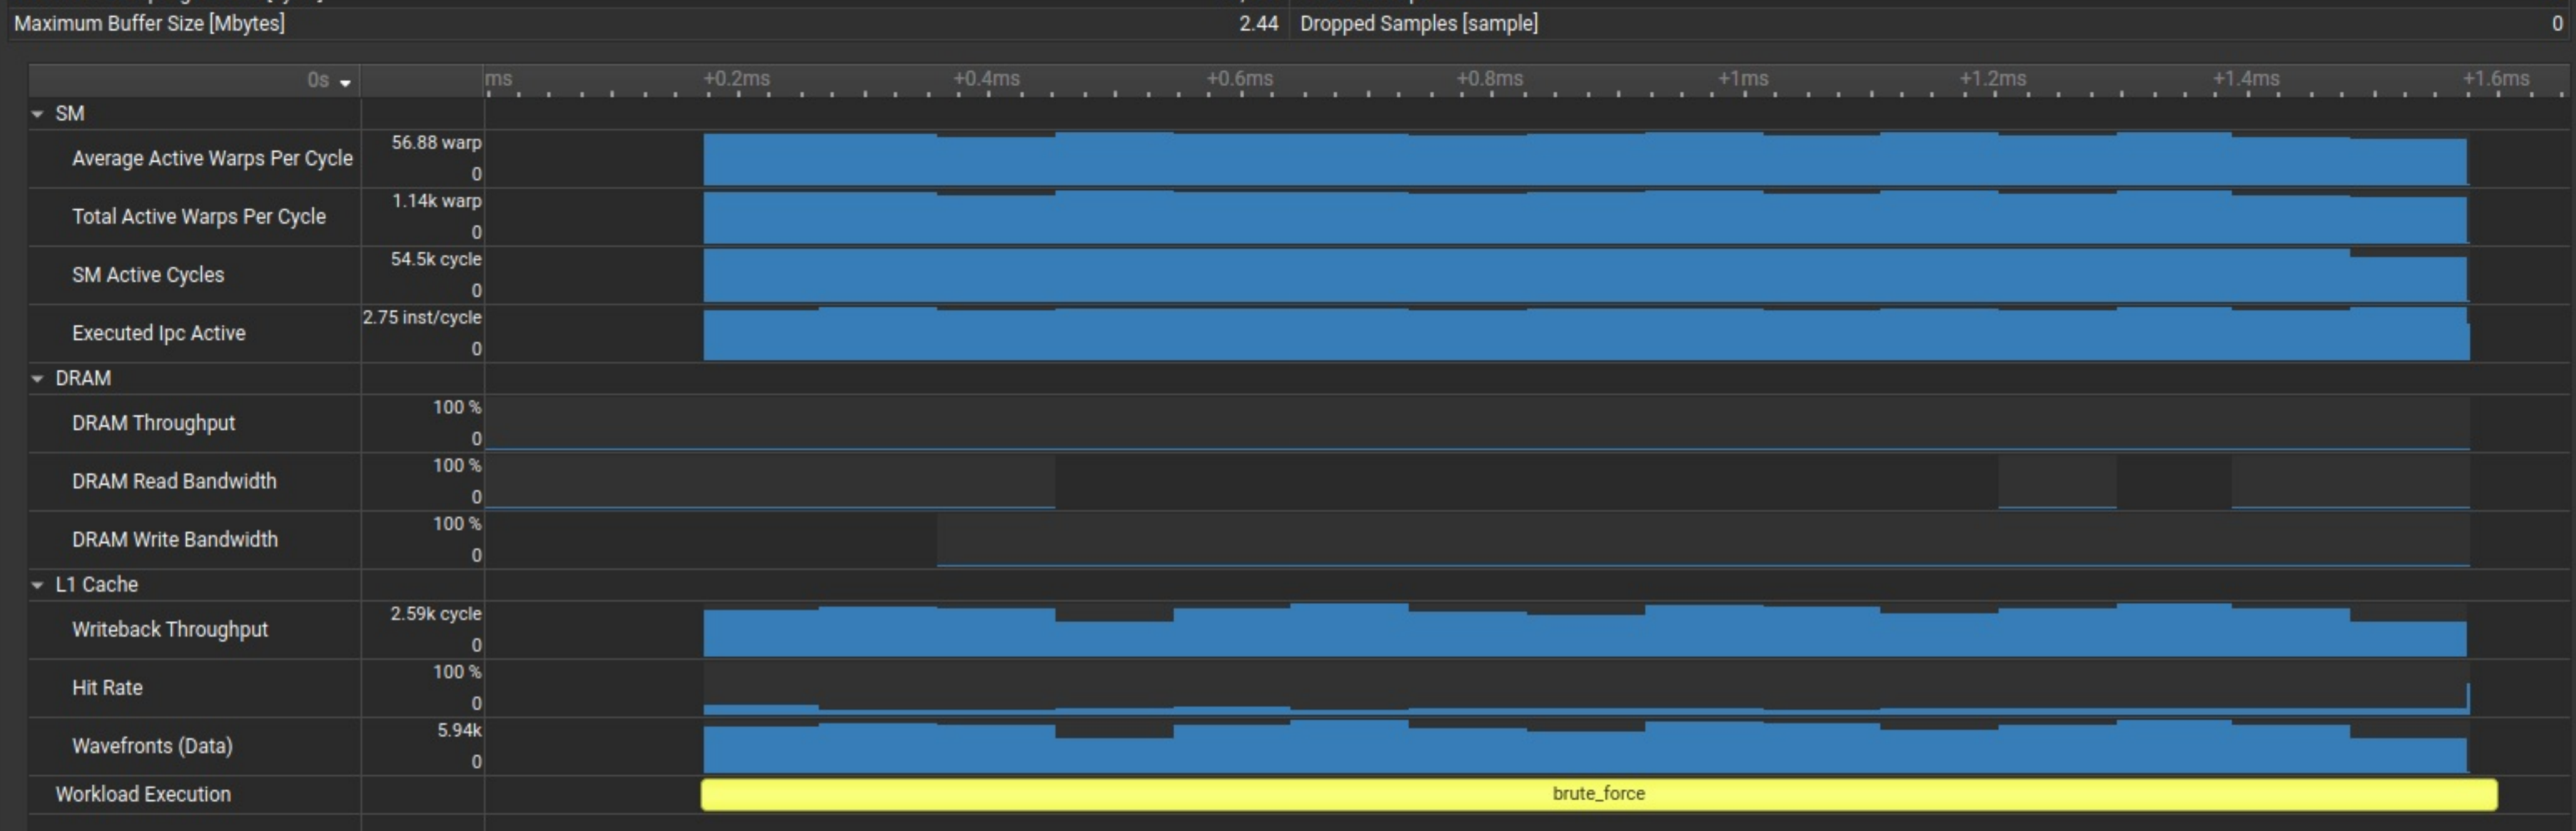 Maximum Buffer Size [Mbytes] 2.44 Dropped Samples [sample] 0
0s ms +0.2ms +0.4ms +0.6ms +0.8ms +1ms +1.2ms +1.4ms +1.6ms
SM
Average Active Warps Per Cycle 56.88 warp
0
Total Active Warps Per Cycle 1.14k warp
0
SM Active Cycles 54.5k cycle
0
Executed Ipc Active 2.75 inst/cycle
0
DRAM
DRAM Throughput 100 %
0
DRAM Read Bandwidth 100 %
0
DRAM Write Bandwidth 100 %
0
L1 Cache
Writeback Throughput 2.59k cycle
0
Hit Rate 100 %
0
Wavefronts (Data) 5.94k
0
Workload Execution brute_force